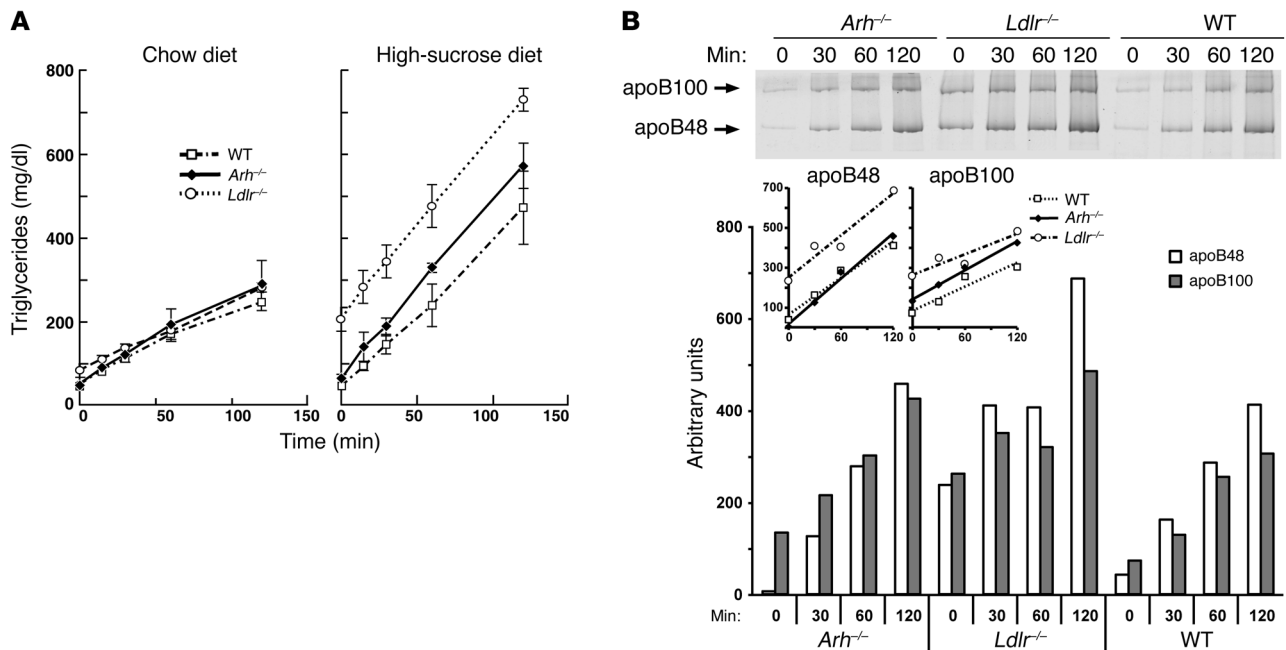 A
Chow diet
High-sucrose diet
Triglycerides (mg/dl)
800
600
400
200
0
WT
Arh–/–
Ldlr–/–
0 50 100 150
0 50 100 150
Time (min)
B
Arh–/– Ldlr–/– WT
Min: 0 30 60 120 0 30 60 120 0 30 60 120
apoB100
apoB48
apoB48 apoB100
700
500
300
100
0 60 120
0 60 120
WT
Arh–/–
Ldlr–/–
apoB48
apoB100
Arbitrary units
800
600
400
200
0
Min: 0 30 60 120 0 30 60 120 0 30 60 120
Arh–/– Ldlr–/– WT